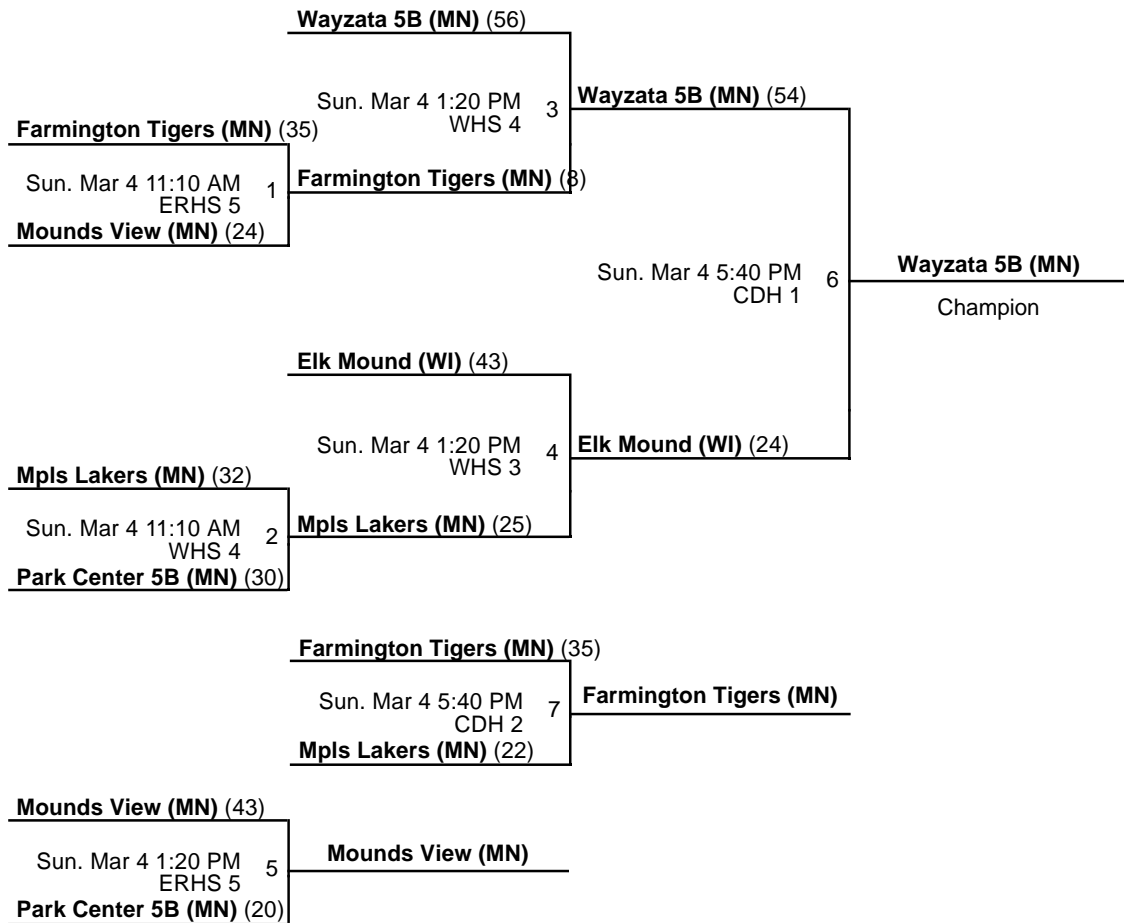 Wayzata 5B (MN) (56)
Sun. Mar 4 1:20 PM 3
WHS 4
Wayzata 5B (MN) (54)
Farmington Tigers (MN) (35)
Sun. Mar 4 11:10 AM 1
ERHS 5
Farmington Tigers (MN) (8)
Mounds View (MN) (24)
Sun. Mar 4 5:40 PM 6
CDH 1
Wayzata 5B (MN)
Champion
Elk Mound (WI) (43)
Sun. Mar 4 1:20 PM 4
WHS 3
Elk Mound (WI) (24)
Mpls Lakers (MN) (32)
Sun. Mar 4 11:10 AM 2
WHS 4
Mpls Lakers (MN) (25)
Park Center 5B (MN) (30)
Farmington Tigers (MN) (35)
Sun. Mar 4 5:40 PM 7
CDH 2
Farmington Tigers (MN)
Mpls Lakers (MN) (22)
Mounds View (MN) (43)
Sun. Mar 4 1:20 PM 5
ERHS 5
Mounds View (MN)
Park Center 5B (MN) (20)